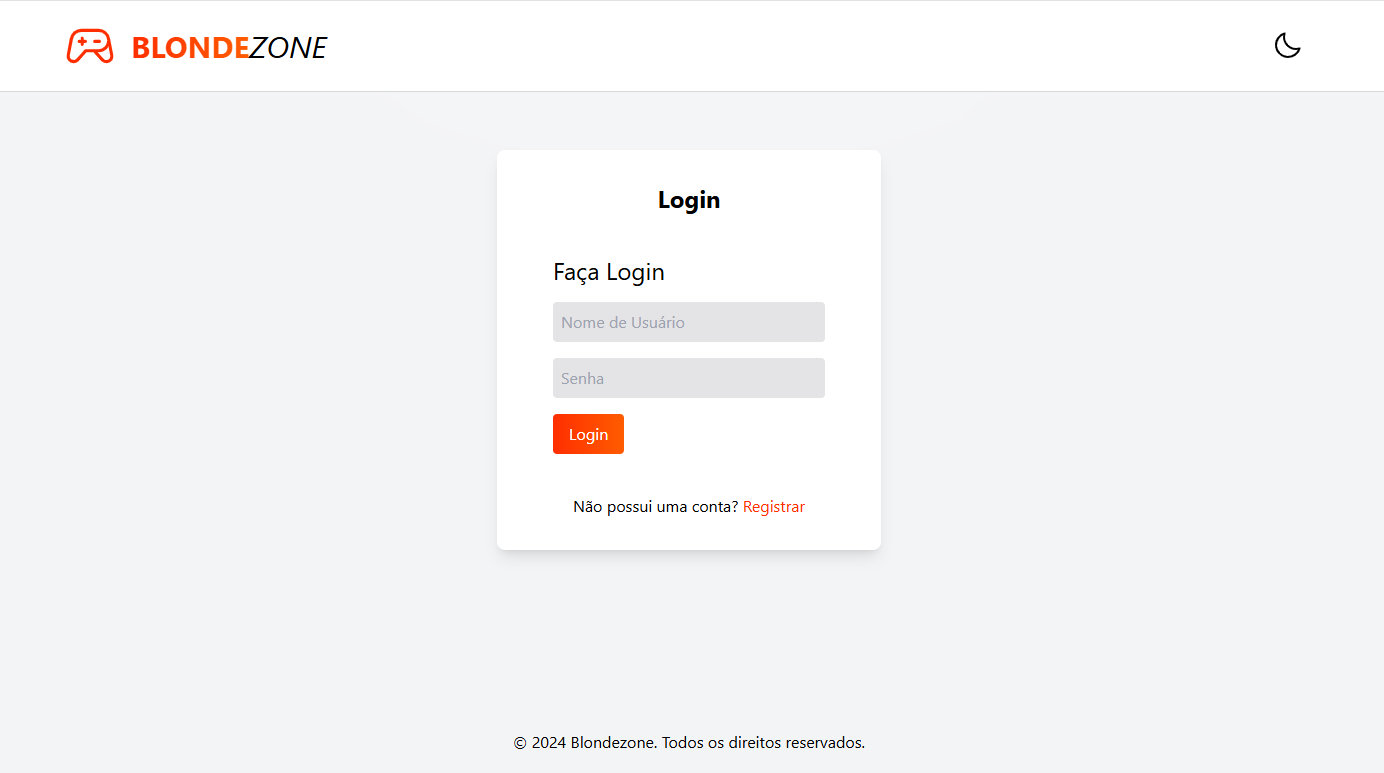 BLONDEZONE
Login
Faça Login
Nome de Usuário
Senha
Login
Não possui uma conta? Registrar
© 2024 Blondezone. Todos os direitos reservados.